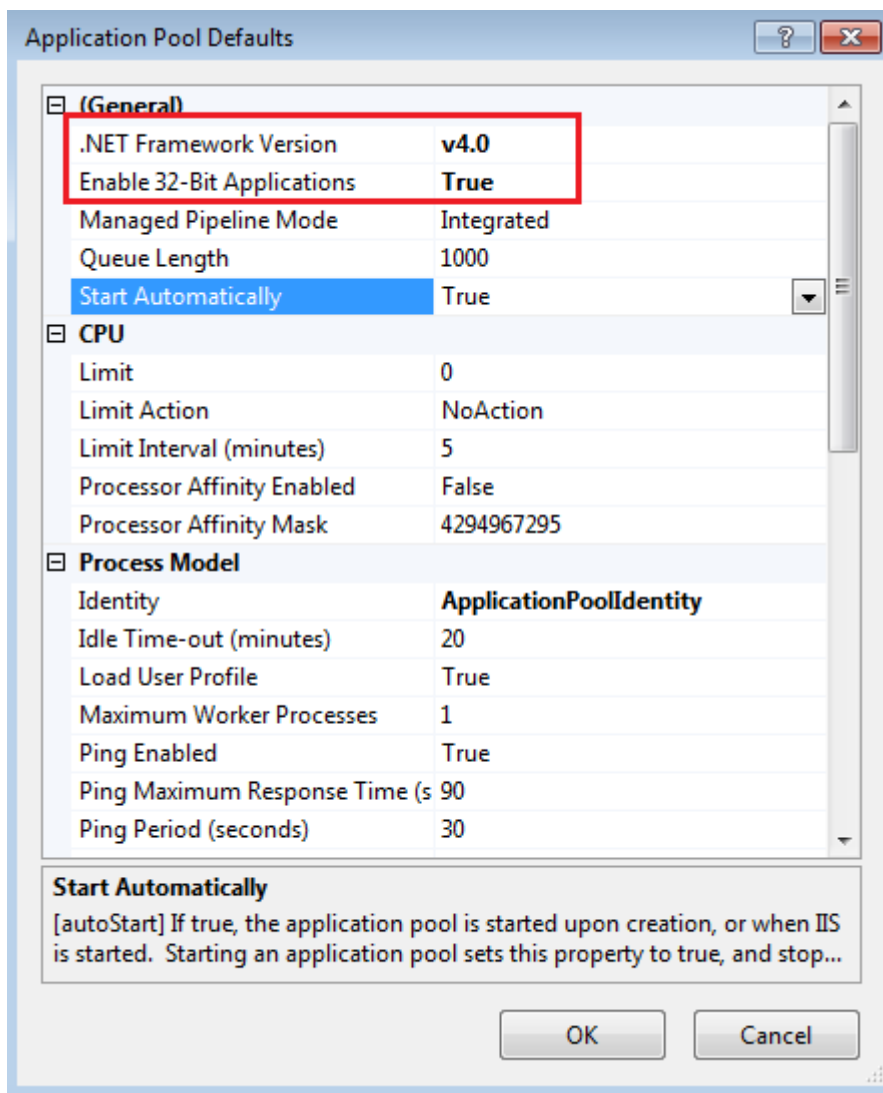 Application Pool Defaults
(General)
.NET Framework Version v4.0
Enable 32-Bit Applications True
Managed Pipeline Mode Integrated
Queue Length 1000
Start Automatically True
CPU
Limit 0
Limit Action NoAction
Limit Interval (minutes) 5
Processor Affinity Enabled False
Processor Affinity Mask 4294967295
Process Model
Identity ApplicationPoolIdentity
Idle Time-out (minutes) 20
Load User Profile True
Maximum Worker Processes 1
Ping Enabled True
Ping Maximum Response Time (s 90
Ping Period (seconds) 30
Start Automatically
[autoStart] If true, the application pool is started upon creation, or when IIS
is started. Starting an application pool sets this property to true, and stop...
OK Cancel